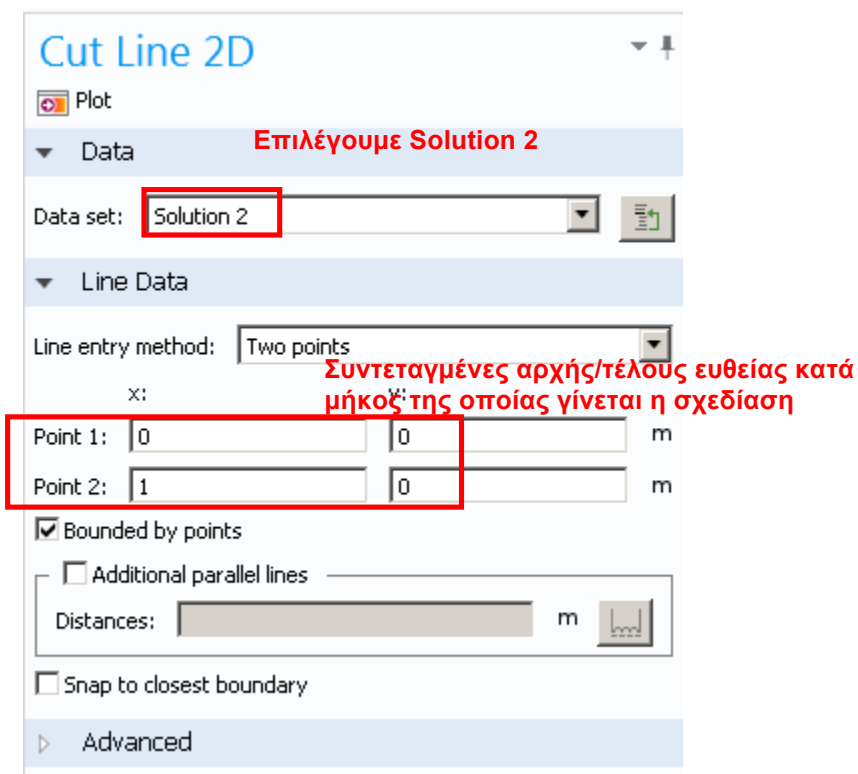 Cut Line 2D
Plot
Επιλέγουμε Solution 2
Data
Data set: Solution 2
Line Data
Line entry method: Two points
Συντεταγμένες αρχής/τέλους ευθείας κατά
x: y:
μήκος της οποίας γίνεται η σχεδίαση
Point 1: 0 0 m
Point 2: 1 0 m
Bounded by points
Additional parallel lines
Distances: m
Snap to closest boundary
Advanced